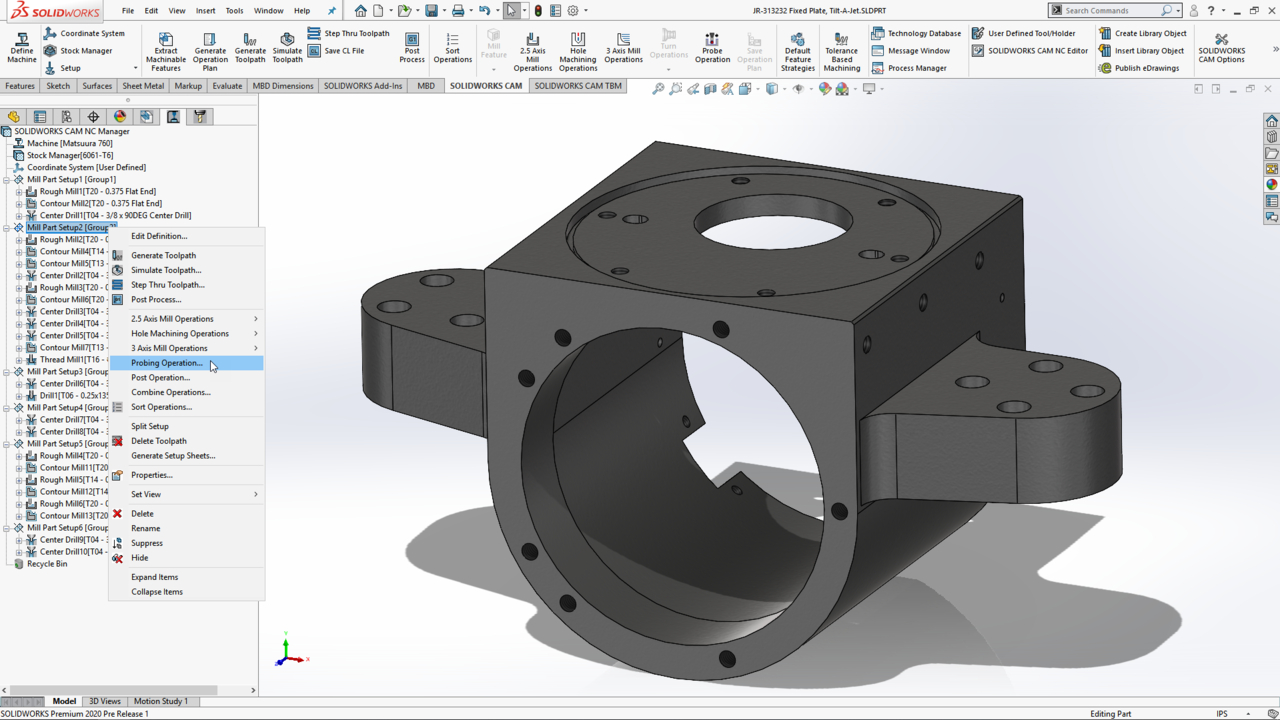 SOLIDWORKS
File Edit View Insert Tools Window Help
JR-313232 Fixed Plate, Tilt-A-Jet.SLDPRT
Search Commands
Define Machine
Coordinate System
Stock Manager
Setup
Extract Machinable Features
Generate Operation Plan
Generate Toolpath
Simulate Toolpath
Step Thru Toolpath
Save CL File
Post Process
Sort Operations
Mill Feature
2.5 Axis Mill Operations
Hole Machining Operations
3 Axis Mill Operations
Turn Operations
Probe Operation
Save Operation Plan
Default Feature Strategies
Tolerance Based Machining
Technology Database
Message Window
Process Manager
User Defined Tool/Holder
SOLIDWORKS CAM NC Editor
Create Library Object
Insert Library Object
Publish eDrawings
SOLIDWORKS CAM Options
Features Sketch Surfaces Sheet Metal Markup Evaluate MBD Dimensions SOLIDWORKS Add-Ins MBD SOLIDWORKS CAM SOLIDWORKS CAM TBM
SOLIDWORKS CAM NC Manager
Machine [Matsuura 760]
Stock Manager[6061-T6]
Coordinate System [User Defined]
Mill Part Setup1 [Group1]
Rough Mill1[T20 - 0.375 Flat End]
Contour Mill2[T20 - 0.375 Flat End]
Center Drill1[T04 - 3/8 x 90DEG Center Drill]
Mill Part Setup2 [Group2]
Rough Mill2[T20 - 0
Contour Mill4[T14 -
Contour Mill5[T13 -
Center Drill2[T04 - 3
Rough Mill3[T20 - 0
Contour Mill6[T20 -
Center Drill3[T04 - 3
Center Drill4[T04 - 3
Center Drill5[T04 - 3
Contour Mill7[T13 -
Thread Mill1[T16 -
Mill Part Setup3 [Group
Center Drill6[T04 - 3
Drill1[T06 - 0.25x135
Mill Part Setup4 [Group
Center Drill7[T04 - 3
Center Drill8[T04 - 3
Mill Part Setup5 [Group
Rough Mill4[T20 - 0
Contour Mill11[T20
Rough Mill5[T14 - 0
Contour Mill12[T14
Rough Mill6[T20 - 0
Contour Mill13[T20
Mill Part Setup6 [Group
Center Drill9[T04 - 3
Center Drill10[T04 -
Recycle Bin
Edit Definition...
Generate Toolpath
Simulate Toolpath...
Step Thru Toolpath...
Post Process...
2.5 Axis Mill Operations
Hole Machining Operations
3 Axis Mill Operations
Probing Operation...
Post Operation...
Combine Operations...
Sort Operations...
Split Setup
Delete Toolpath
Generate Setup Sheets...
Properties...
Set View
Delete
Rename
Suppress
Hide
Expand Items
Collapse Items
Y
X
Model 3D Views Motion Study 1
SOLIDWORKS Premium 2020 Pre Release 1
Editing Part
IPS